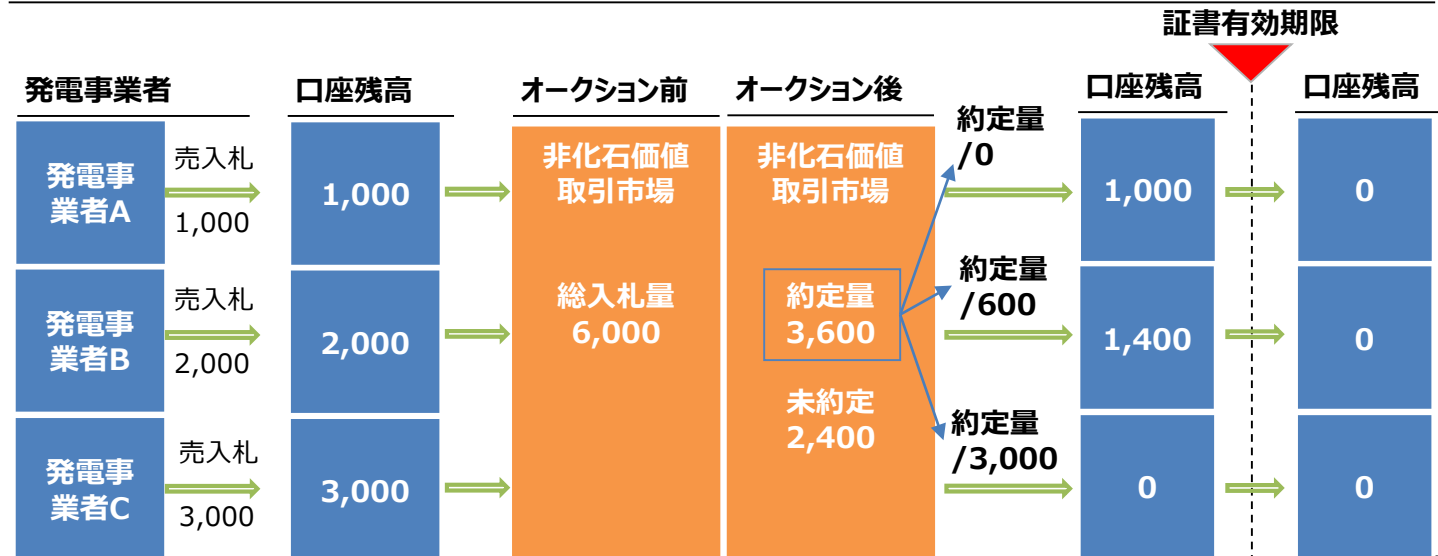 証書有効期限
発電事業者
口座残高
オークション前
オークション後
口座残高
口座残高
発電事
業者A
売入札
1,000
1,000
非化石価値
取引市場
非化石価値
取引市場
約定量
/0
1,000
0
発電事
業者B
売入札
2,000
2,000
総入札量
6,000
約定量
3,600
約定量
/600
1,400
0
未約定
2,400
発電事
業者C
売入札
3,000
3,000
約定量
/3,000
0
0